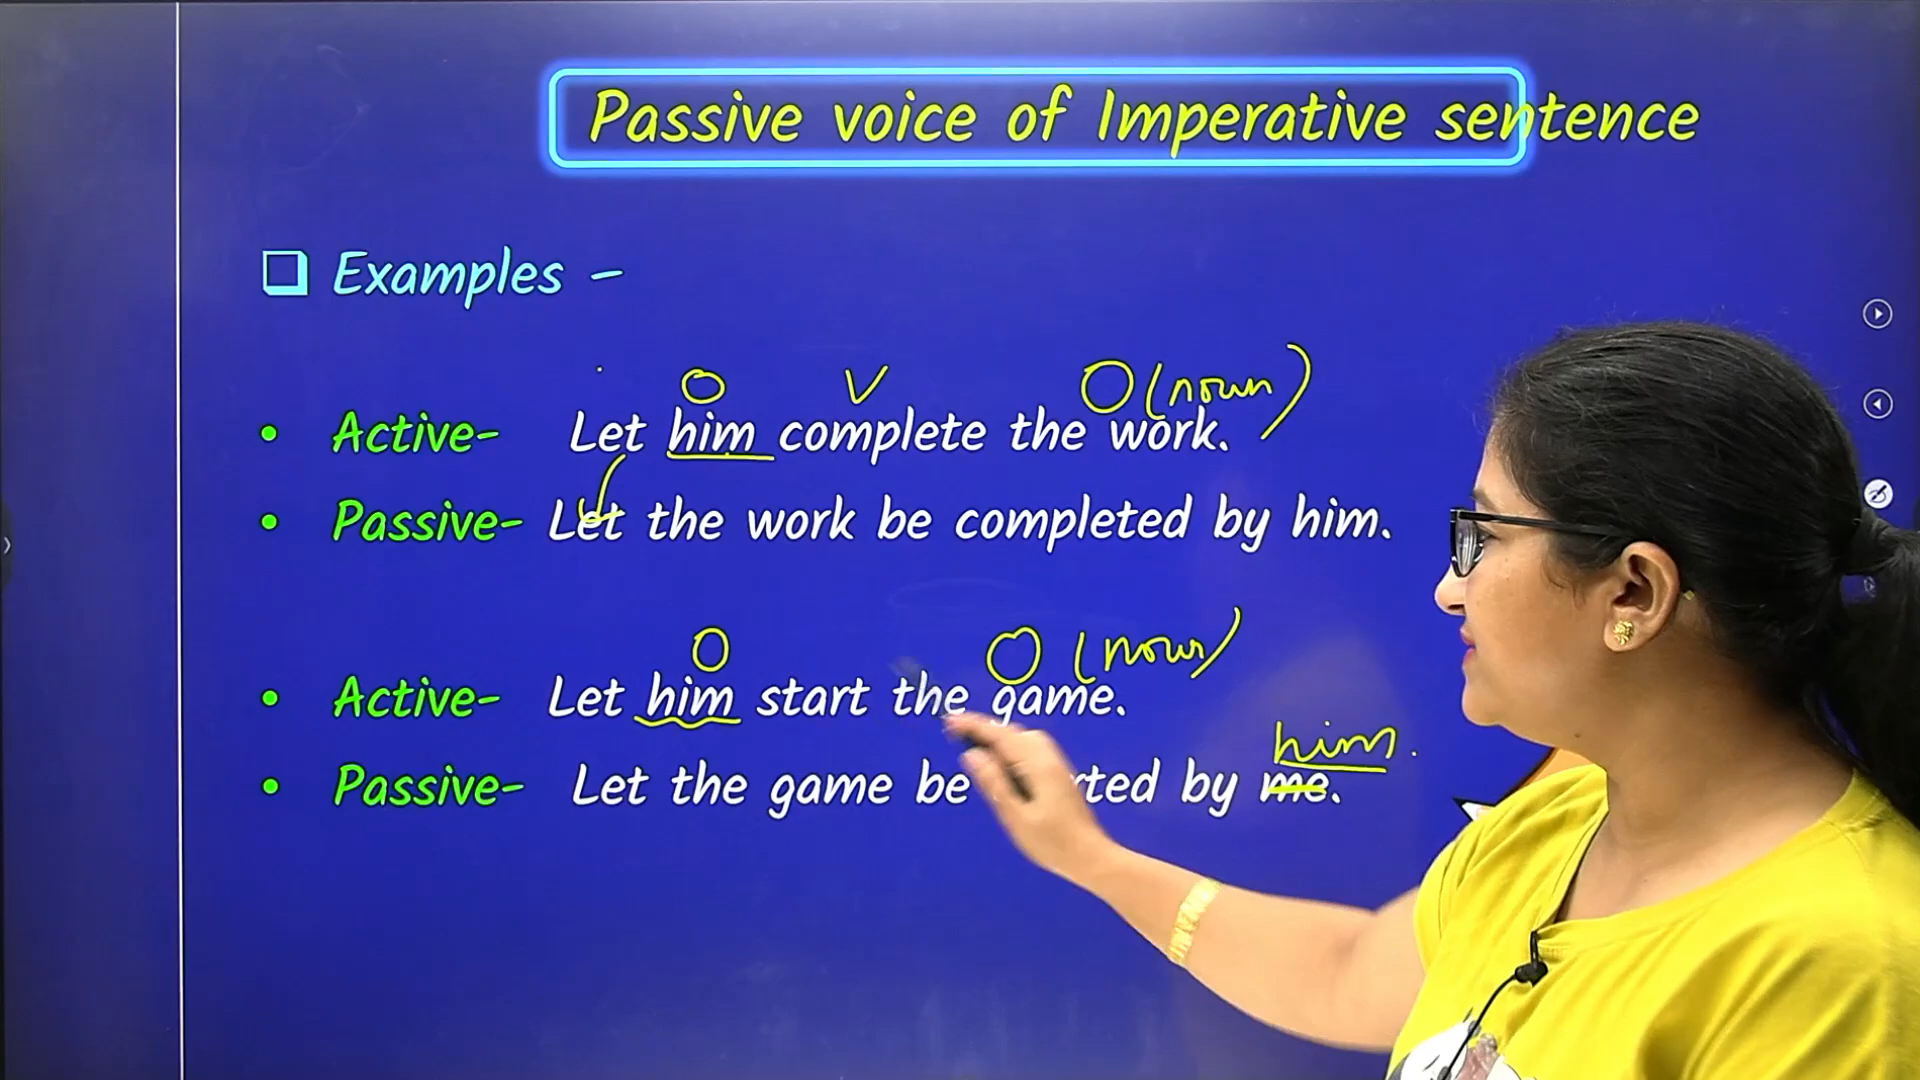 Passive voice of Imperative sentence
Examples -
O V O (noun)
Active- Let him complete the work.
Passive- Let the work be completed by him.
O O (noun)
Active- Let him start the game.
him.
Passive- Let the game be by me.